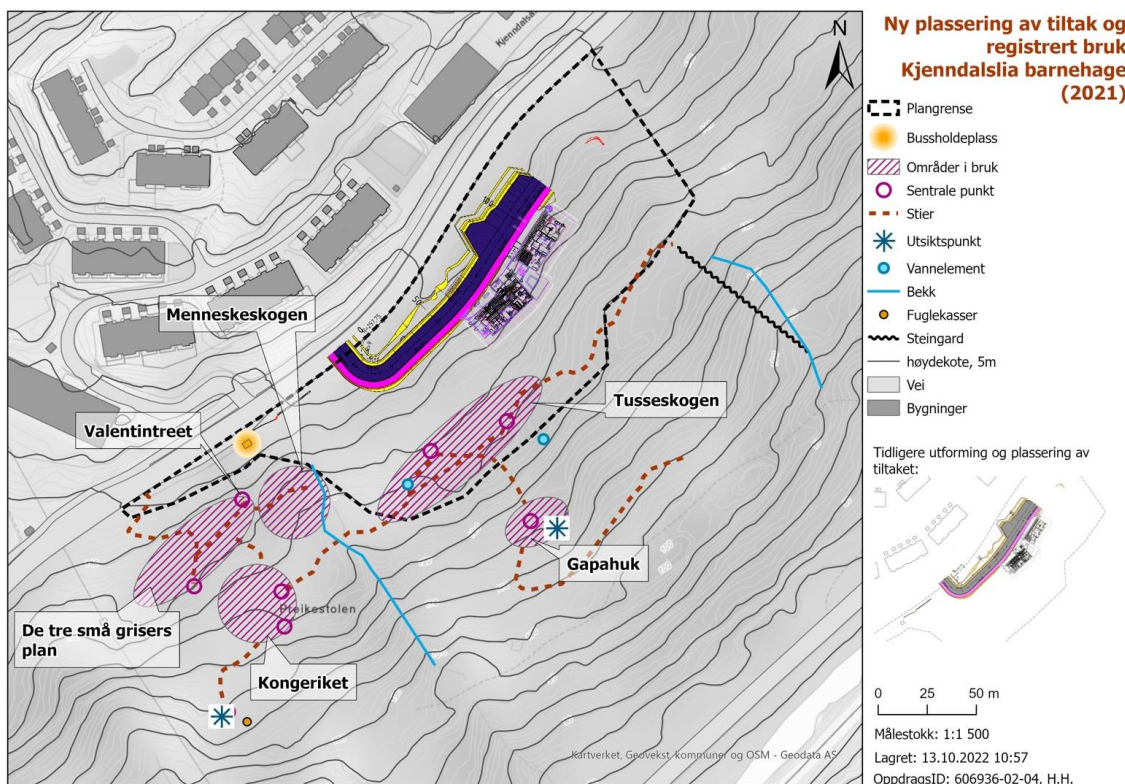 Ny plassering av tiltak og
registrert bruk
Kjenndalslia barnehage
(2021)
Plangrense
Bussholdeplass
Områder i bruk
Sentrale punkt
Stier
Utsiktspunkt
Vannelement
Bekk
Fuglekasser
Steingard
høydekote, 5m
Vei
Bygninger
Tidligere utforming og plassering av
tiltaket:
0 25 50 m
Målestokk: 1:1 500
Lagret: 13.10.2022 10:57
OppdragsID: 606936-02-04, H.H.
N
Menneskeskogen
Valentintreet
Tusseskogen
Gapahuk
De tre små grisers
plan
Preikestolen
Kongeriket
Kartverket, Geovekst, kommuner og OSM - Geodata AS